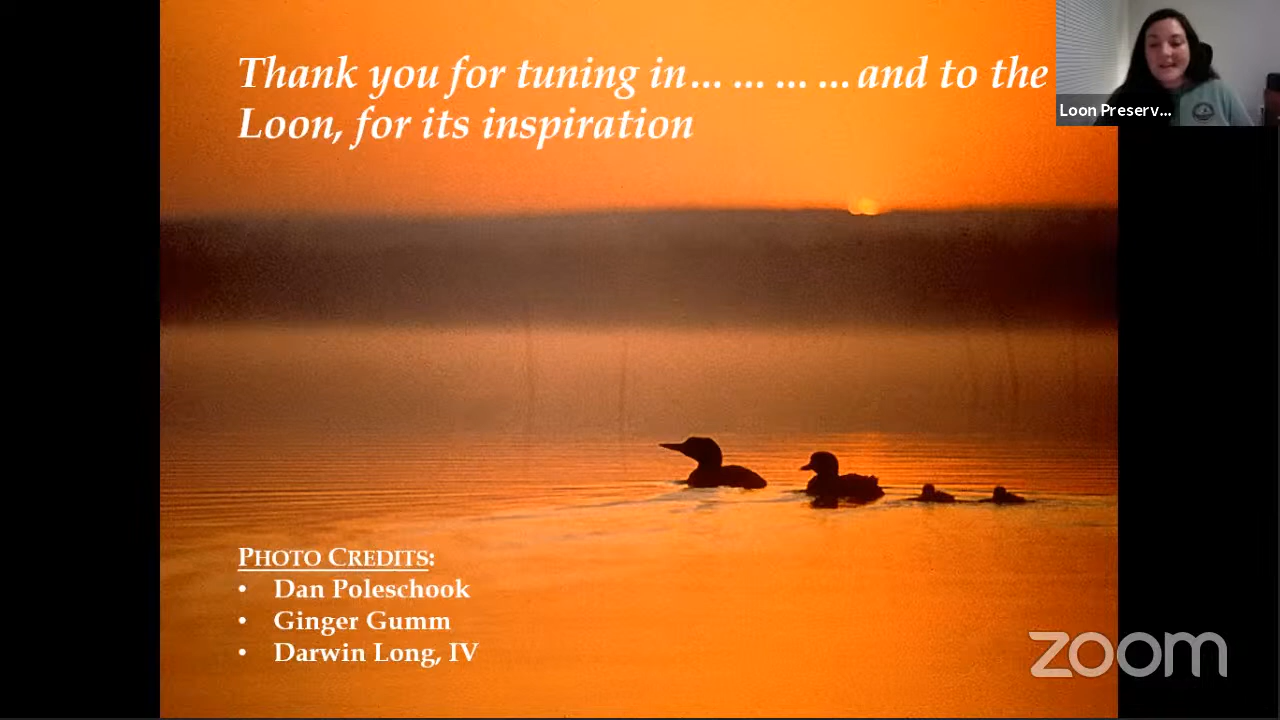 Thank you for tuning in… … … …and to the
Loon, for its inspiration
Loon Preserv...
PHOTO CREDITS:
• Dan Poleschook
• Ginger Gumm
• Darwin Long, IV
zoom